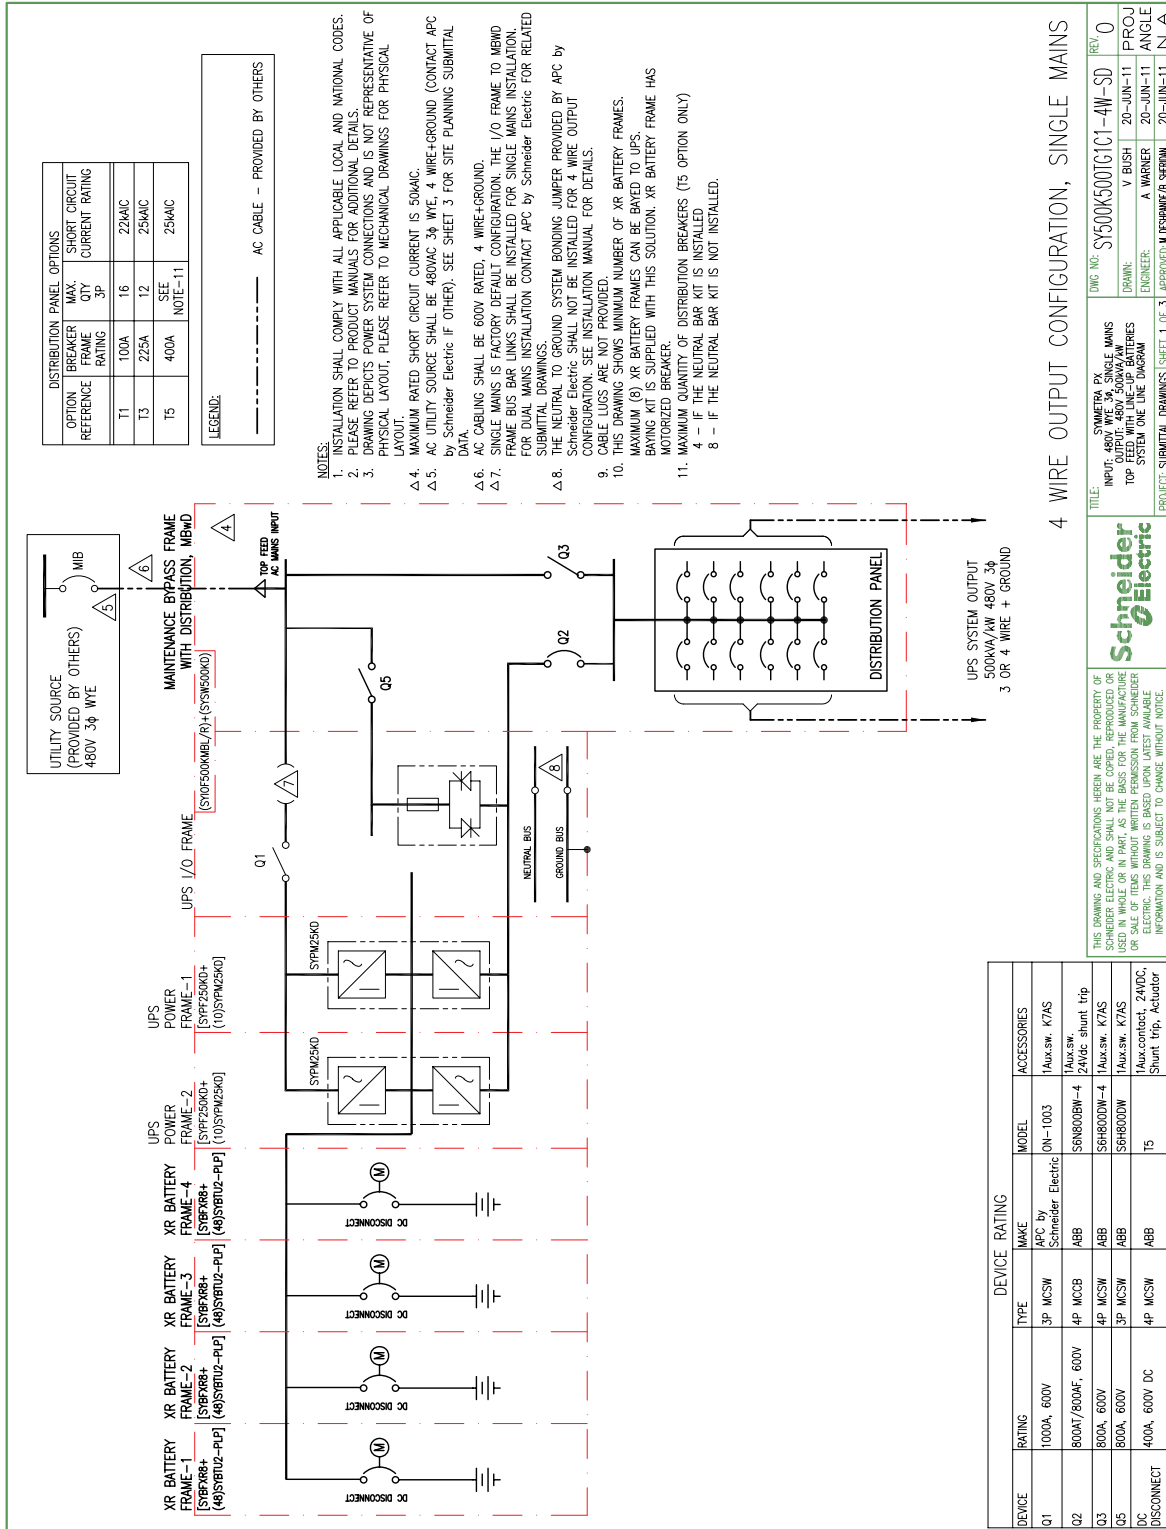 UTILITY SOURCE
(PROVIDED BY OTHERS)
480V 3ϕ WYE
MIB
5
6
MAINTENANCE BYPASS FRAME
WITH DISTRIBUTION, MBwD
(SYIOF500KMBL/R)+(SYSW500KD)
4
TOP FEED
AC MAINS INPUT
UPS I/O FRAME
UPS
POWER
FRAME-1
[SYPF250KD+
(10)SYPM25KD]
UPS
POWER
FRAME-2
[SYPF250KD+
(10)SYPM25KD]
XR BATTERY
FRAME-4
[SYBFXR8+
(48)SYBTU2-PLP]
XR BATTERY
FRAME-3
[SYBFXR8+
(48)SYBTU2-PLP]
XR BATTERY
FRAME-2
[SYBFXR8+
(48)SYBTU2-PLP]
XR BATTERY
FRAME-1
[SYBFXR8+
(48)SYBTU2-PLP]
Q1
7
Q5
Q3
Q2
SYPM25KD
SYPM25KD
NEUTRAL BUS
GROUND BUS
8
M
DC DISCONNECT
M
DC DISCONNECT
M
DC DISCONNECT
M
DC DISCONNECT
DISTRIBUTION PANEL
UPS SYSTEM OUTPUT
500kVA/kW 480V 3ϕ
3 OR 4 WIRE + GROUND
DISTRIBUTION PANEL OPTIONS
OPTION REFERENCE BREAKER FRAME RATING MAX. QTY 3P SHORT CIRCUIT CURRENT RATING
T1 100A 16 22kAIC
T3 225A 12 25kAIC
T5 400A SEE NOTE-11 25kAIC
LEGEND:
AC CABLE - PROVIDED BY OTHERS
NOTES:
1. INSTALLATION SHALL COMPLY WITH ALL APPLICABLE LOCAL AND NATIONAL CODES.
2. PLEASE REFER TO PRODUCT MANUALS FOR ADDITIONAL DETAILS.
3. DRAWING DEPICTS POWER SYSTEM CONNECTIONS AND IS NOT REPRESENTATIVE OF
PHYSICAL LAYOUT, PLEASE REFER TO MECHANICAL DRAWINGS FOR PHYSICAL
LAYOUT.
△ 4. MAXIMUM RATED SHORT CIRCUIT CURRENT IS 50kAIC.
△ 5. AC UTILITY SOURCE SHALL BE 480VAC 3ϕ WYE, 4 WIRE+GROUND (CONTACT APC
by Schneider Electric IF OTHER). SEE SHEET 3 FOR SITE PLANNING SUBMITTAL
DATA.
△ 6. AC CABLING SHALL BE 600V RATED, 4 WIRE+GROUND.
△ 7. SINGLE MAINS IS FACTORY DEFAULT CONFIGURATION. THE I/O FRAME TO MBWD
FRAME BUS BAR LINKS SHALL BE INSTALLED FOR SINGLE MAINS INSTALLATION.
FOR DUAL MAINS INSTALLATION CONTACT APC by Schneider Electric FOR RELATED
SUBMITTAL DRAWINGS.
△ 8. THE NEUTRAL TO GROUND SYSTEM BONDING JUMPER PROVIDED BY APC by
Schneider Electric SHALL NOT BE INSTALLED FOR 4 WIRE OUTPUT
CONFIGURATION. SEE INSTALLATION MANUAL FOR DETAILS.
9. CABLE LUGS ARE NOT PROVIDED.
10. THIS DRAWING SHOWS MINIMUM NUMBER OF XR BATTERY FRAMES.
MAXIMUM (8) XR BATTERY FRAMES CAN BE BAYED TO UPS.
BAYING KIT IS SUPPLIED WITH THIS SOLUTION. XR BATTERY FRAME HAS
MOTORIZED BREAKER.
11. MAXIMUM QUANTITY OF DISTRIBUTION BREAKERS (T5 OPTION ONLY)
4 - IF THE NEUTRAL BAR KIT IS INSTALLED
8 - IF THE NEUTRAL BAR KIT IS NOT INSTALLED.
4 WIRE OUTPUT CONFIGURATION, SINGLE MAINS
DEVICE RATING
DEVICE RATING TYPE MAKE MODEL ACCESSORIES
Q1 1000A, 600V 3P MCSW APC by Schneider Electric ON-1003 1Aux.sw. K7AS
Q2 800AT/800AF, 600V 4P MCCB ABB S6N800BW-4 1Aux.sw. 24Vdc shunt trip
Q3 800A, 600V 4P MCSW ABB S6H800DW-4 1Aux.sw. K7AS
Q5 800A, 600V 3P MCSW ABB S6H800DW 1Aux.sw. K7AS
DC DISCONNECT 400A, 600V DC 4P MCSW ABB T5 1Aux.contact, 24VDC, Shunt trip, Actuator
THIS DRAWING AND SPECIFICATIONS HEREIN ARE THE PROPERTY OF
SCHNEIDER ELECTRIC AND SHALL NOT BE COPIED, REPRODUCED OR
USED IN WHOLE OR IN PART, AS THE BASIS FOR THE MANUFACTURE
OR SALE OF ITEMS WITHOUT WRITTEN PERMISSION FROM SCHNEIDER
ELECTRIC. THIS DRAWING IS BASED UPON LATEST AVAILABLE
INFORMATION AND IS SUBJECT TO CHANGE WITHOUT NOTICE.
Schneider
Electric
TITLE: SYMMETRA PX
INPUT: 480V WYE 3ϕ, SINGLE MAINS
OUTPUT: 480V 500kVA/kW
TOP FEED WITH LINE-UP BATTERIES
SYSTEM ONE LINE DIAGRAM
PROJECT: SUBMITTAL DRAWINGS SHEET 1 OF 3
DWG NO: SY500K500TG1C1-4W-SD REV: 0
DRAWN: V BUSH 20-JUN-11 PROJ
ENGINEER: A WARNER 20-JUN-11 ANGLE
APPROVED: 20-JUN-11 N A